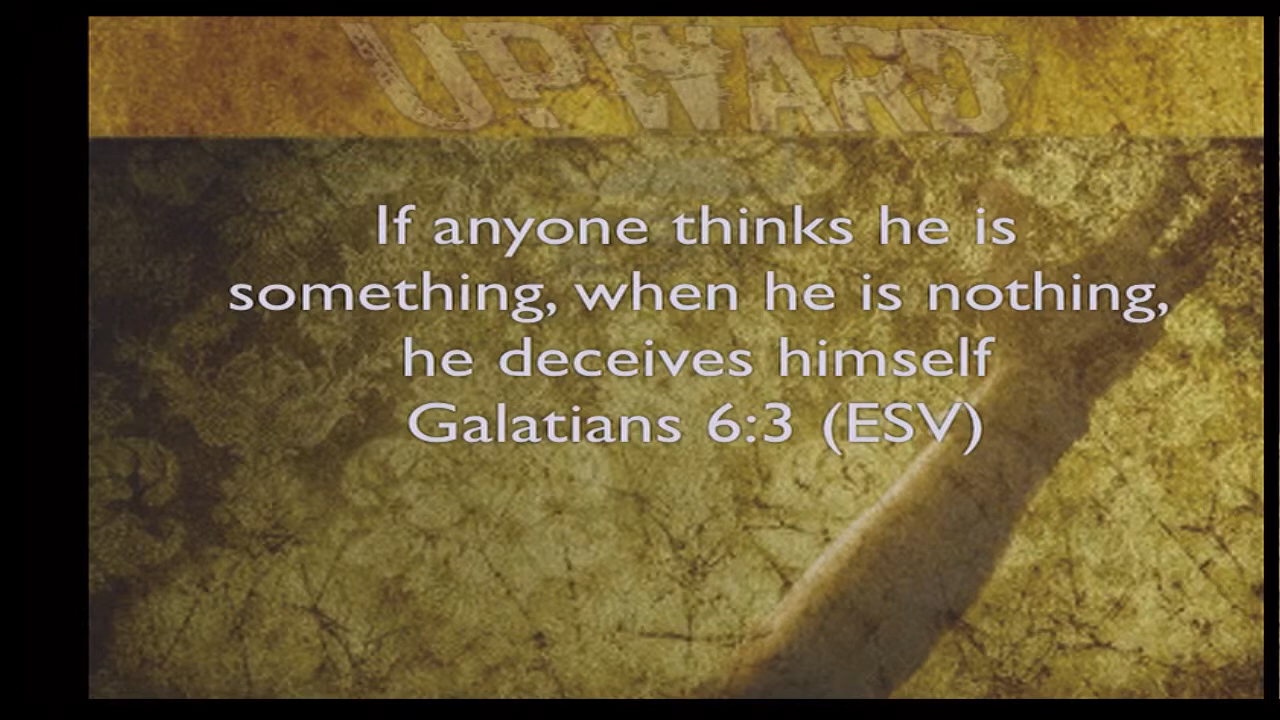 UPWARD
If anyone thinks he is
something, when he is nothing,
he deceives himself
Galatians 6:3 (ESV)